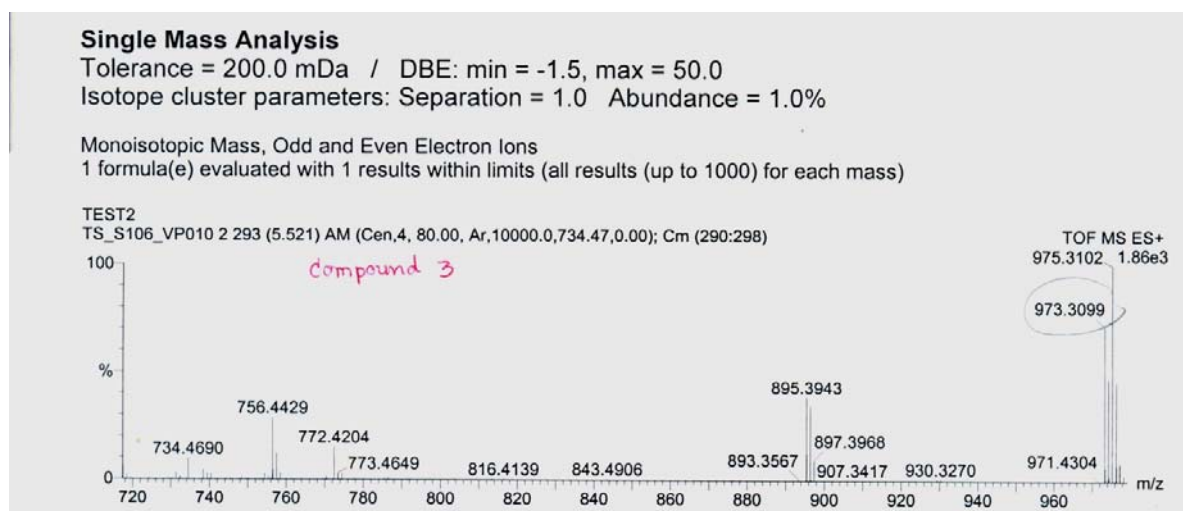 Single Mass Analysis
Tolerance = 200.0 mDa / DBE: min = -1.5, max = 50.0
Isotope cluster parameters: Separation = 1.0 Abundance = 1.0%
Monoisotopic Mass, Odd and Even Electron Ions
1 formula(e) evaluated with 1 results within limits (all results (up to 1000) for each mass)
TEST2
TS_S106_VP010 2 293 (5.521) AM (Cen,4, 80.00, Ar,10000.0,734.47,0.00); Cm (290:298)
TOF MS ES+
975.3102 1.86e3
100
Compound 3
973.3099
%
895.3943
756.4429
734.4690
772.4204
773.4649
816.4139
843.4906
893.3567
897.3968
907.3417
930.3270
971.4304
0
m/z
720 740 760 780 800 820 840 860 880 900 920 940 960